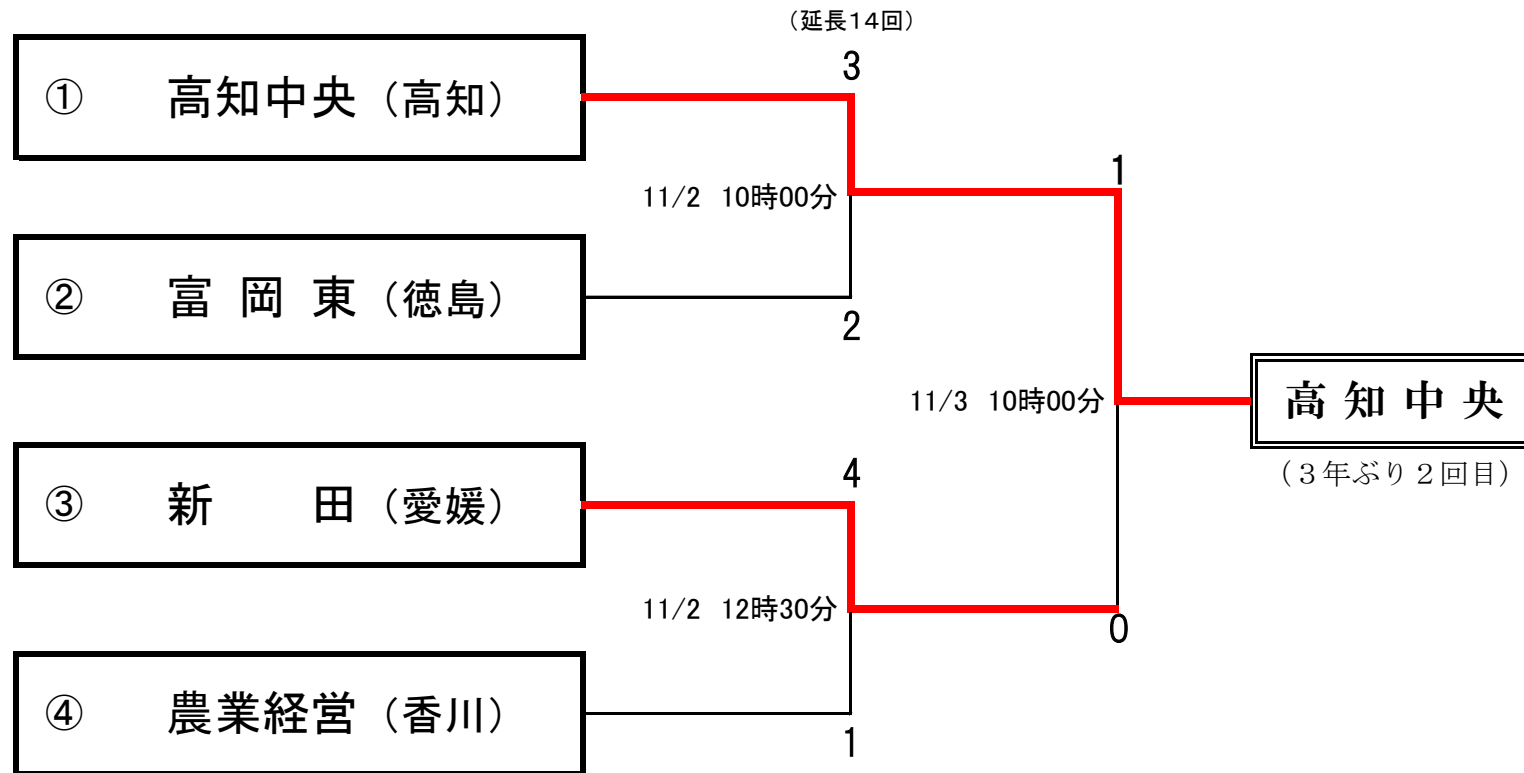 (延長14回)
3
① 高知中央(高知)
1
11/2 10時00分
② 富岡東(徳島)
2
11/3 10時00分
高知中央
(3年ぶり2回目)
4
③ 新田(愛媛)
11/2 12時30分
0
④ 農業経営(香川)
1